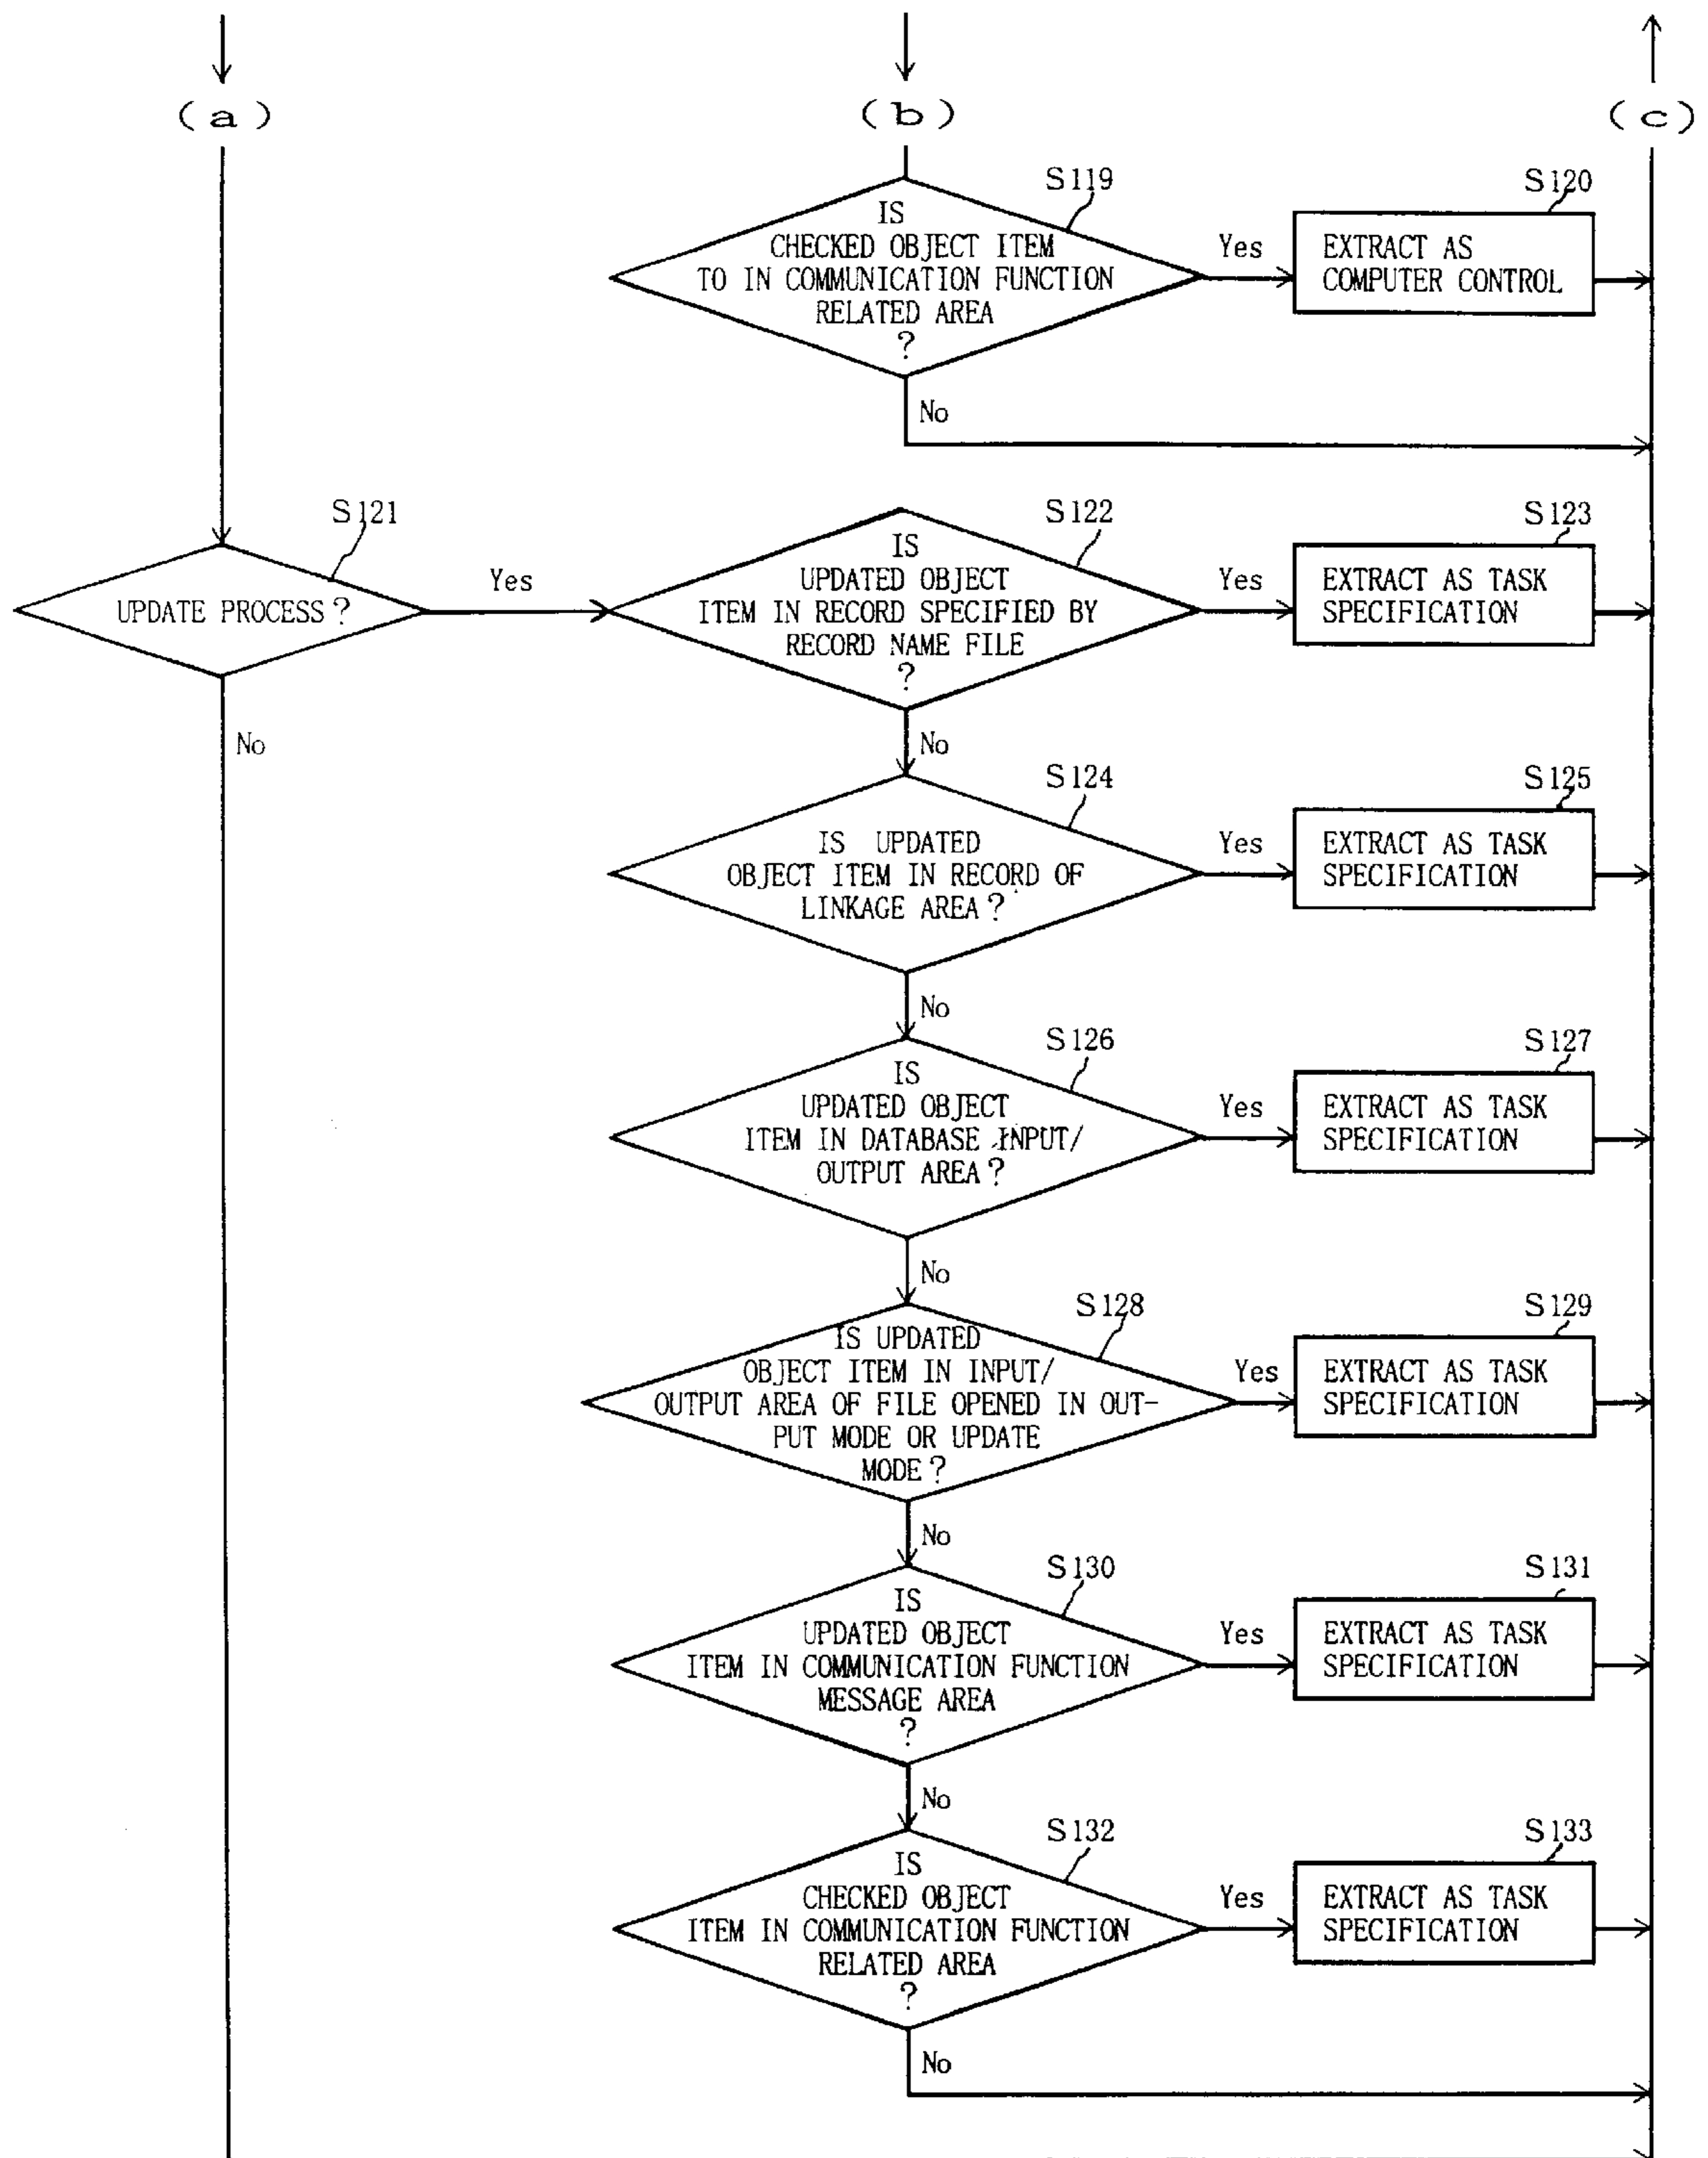 (a)
(b)
(c)
S119
IS
CHECKED OBJECT ITEM
TO IN COMMUNICATION FUNCTION
RELATED AREA
?
Yes
S120
EXTRACT AS
COMPUTER CONTROL
No
S121
UPDATE PROCESS?
Yes
No
S122
IS
UPDATED OBJECT
ITEM IN RECORD SPECIFIED BY
RECORD NAME FILE
?
Yes
S123
EXTRACT AS TASK
SPECIFICATION
No
S124
IS UPDATED
OBJECT ITEM IN RECORD OF
LINKAGE AREA?
Yes
S125
EXTRACT AS TASK
SPECIFICATION
No
S126
IS
UPDATED OBJECT
ITEM IN DATABASE INPUT/
OUTPUT AREA?
Yes
S127
EXTRACT AS TASK
SPECIFICATION
No
S128
IS UPDATED
OBJECT ITEM IN INPUT/
OUTPUT AREA OF FILE OPENED IN OUT-
PUT MODE OR UPDATE
MODE?
Yes
S129
EXTRACT AS TASK
SPECIFICATION
No
S130
IS
UPDATED OBJECT
ITEM IN COMMUNICATION FUNCTION
MESSAGE AREA
?
Yes
S131
EXTRACT AS TASK
SPECIFICATION
No
S132
IS
CHECKED OBJECT
ITEM IN COMMUNICATION FUNCTION
RELATED AREA
?
Yes
S133
EXTRACT AS TASK
SPECIFICATION
No